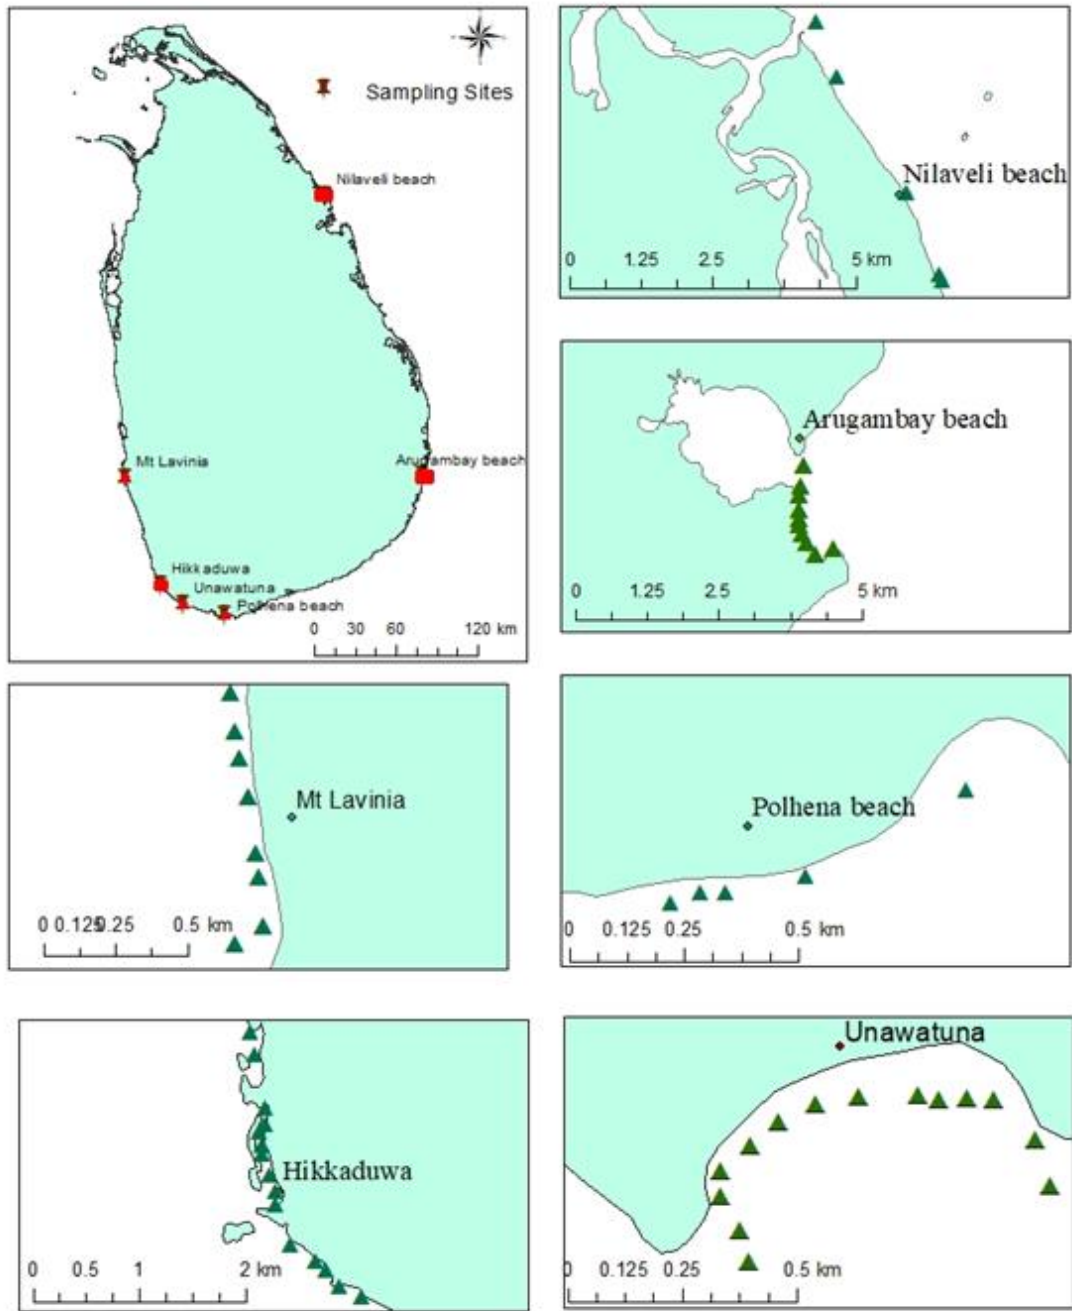 Sampling Sites
Nilaveli beach
Mt Lavinia
Arugambay beach
Hikkaduwa
Unawatuna
Polhena beach
0 30 60 120 km
Nilaveli beach
0 1.25 2.5 5 km
Arugambay beach
0 1.25 2.5 5 km
Mt Lavinia
0 0.125 0.25 0.5 km
Polhena beach
0 0.125 0.25 0.5 km
Hikkaduwa
0 0.5 1 2 km
Unawatuna
0 0.125 0.25 0.5 km